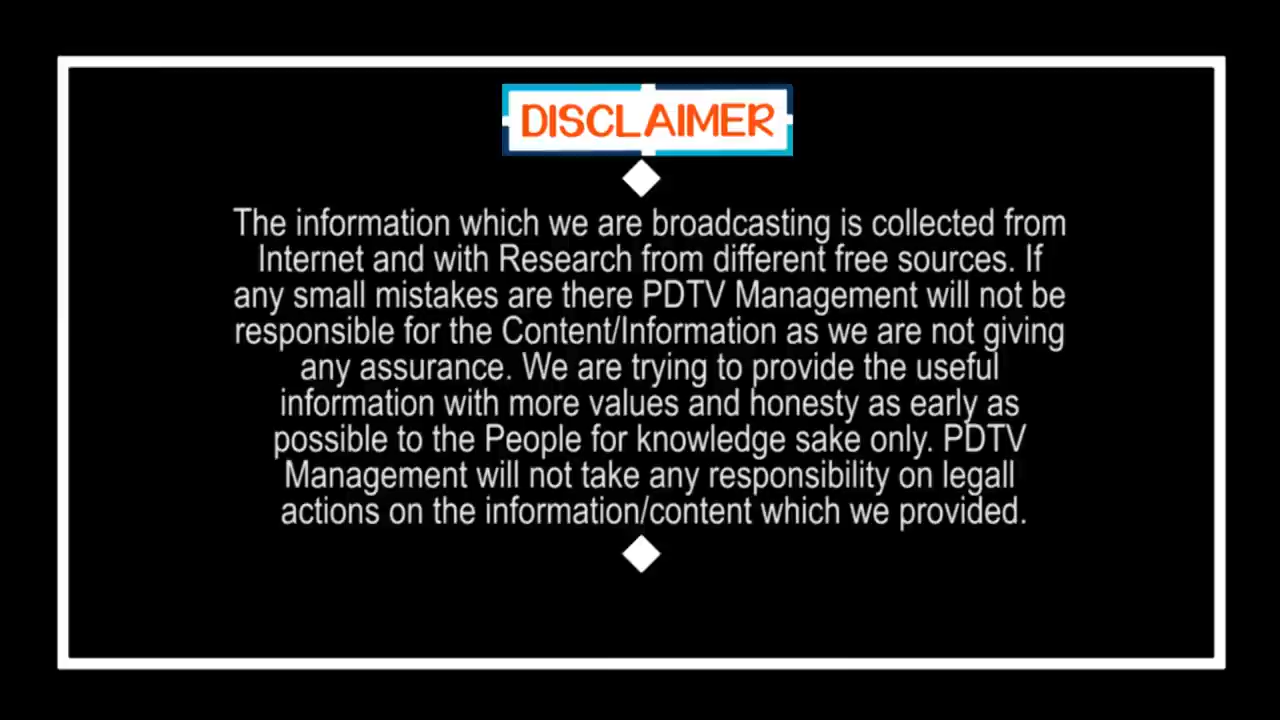 DISCLAIMER
The information which we are broadcasting is collected from
Internet and with Research from different free sources. If
any small mistakes are there PDTV Management will not be
responsible for the Content/Information as we are not giving
any assurance. We are trying to provide the useful
information with more values and honesty as early as
possible to the People for knowledge sake only. PDTV
Management will not take any responsibility on legall
actions on the information/content which we provided.